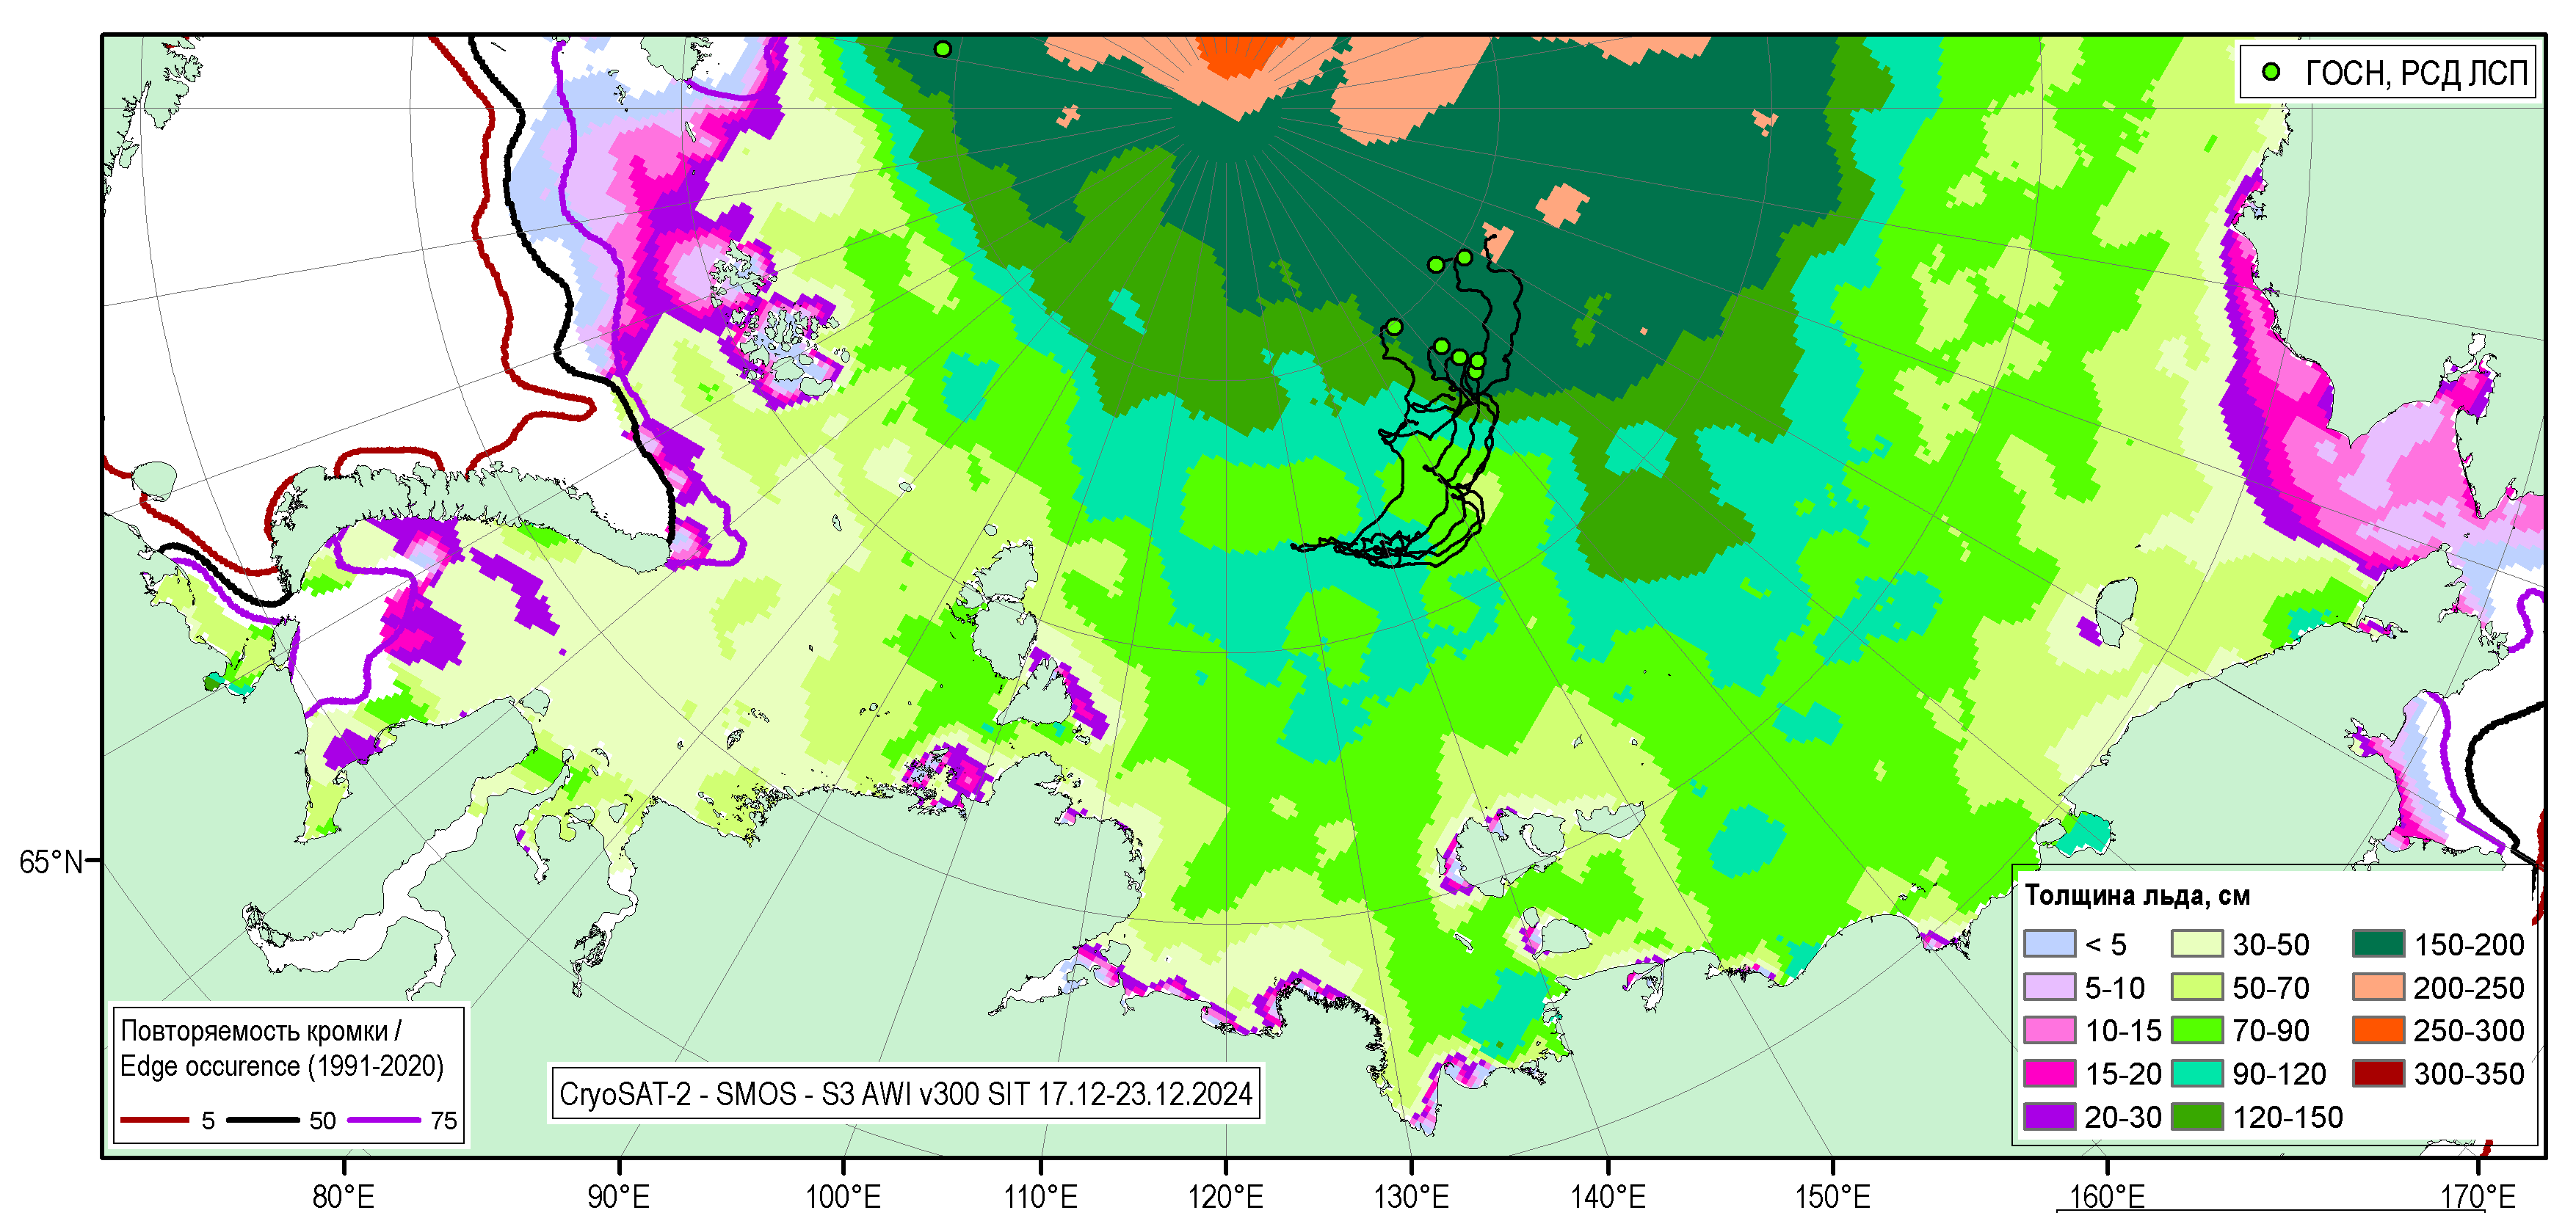 ГОСН, РСД ЛСП
65°N
Толщина льда, см
< 5
30-50
150-200
5-10
50-70
200-250
10-15
70-90
250-300
15-20
90-120
300-350
20-30
120-150
Повторяемость кромки /
Edge occurence (1991-2020)
5
50
75
CryoSAT-2 - SMOS - S3 AWI v300 SIT 17.12-23.12.2024
80°E
90°E
100°E
110°E
120°E
130°E
140°E
150°E
160°E
170°E